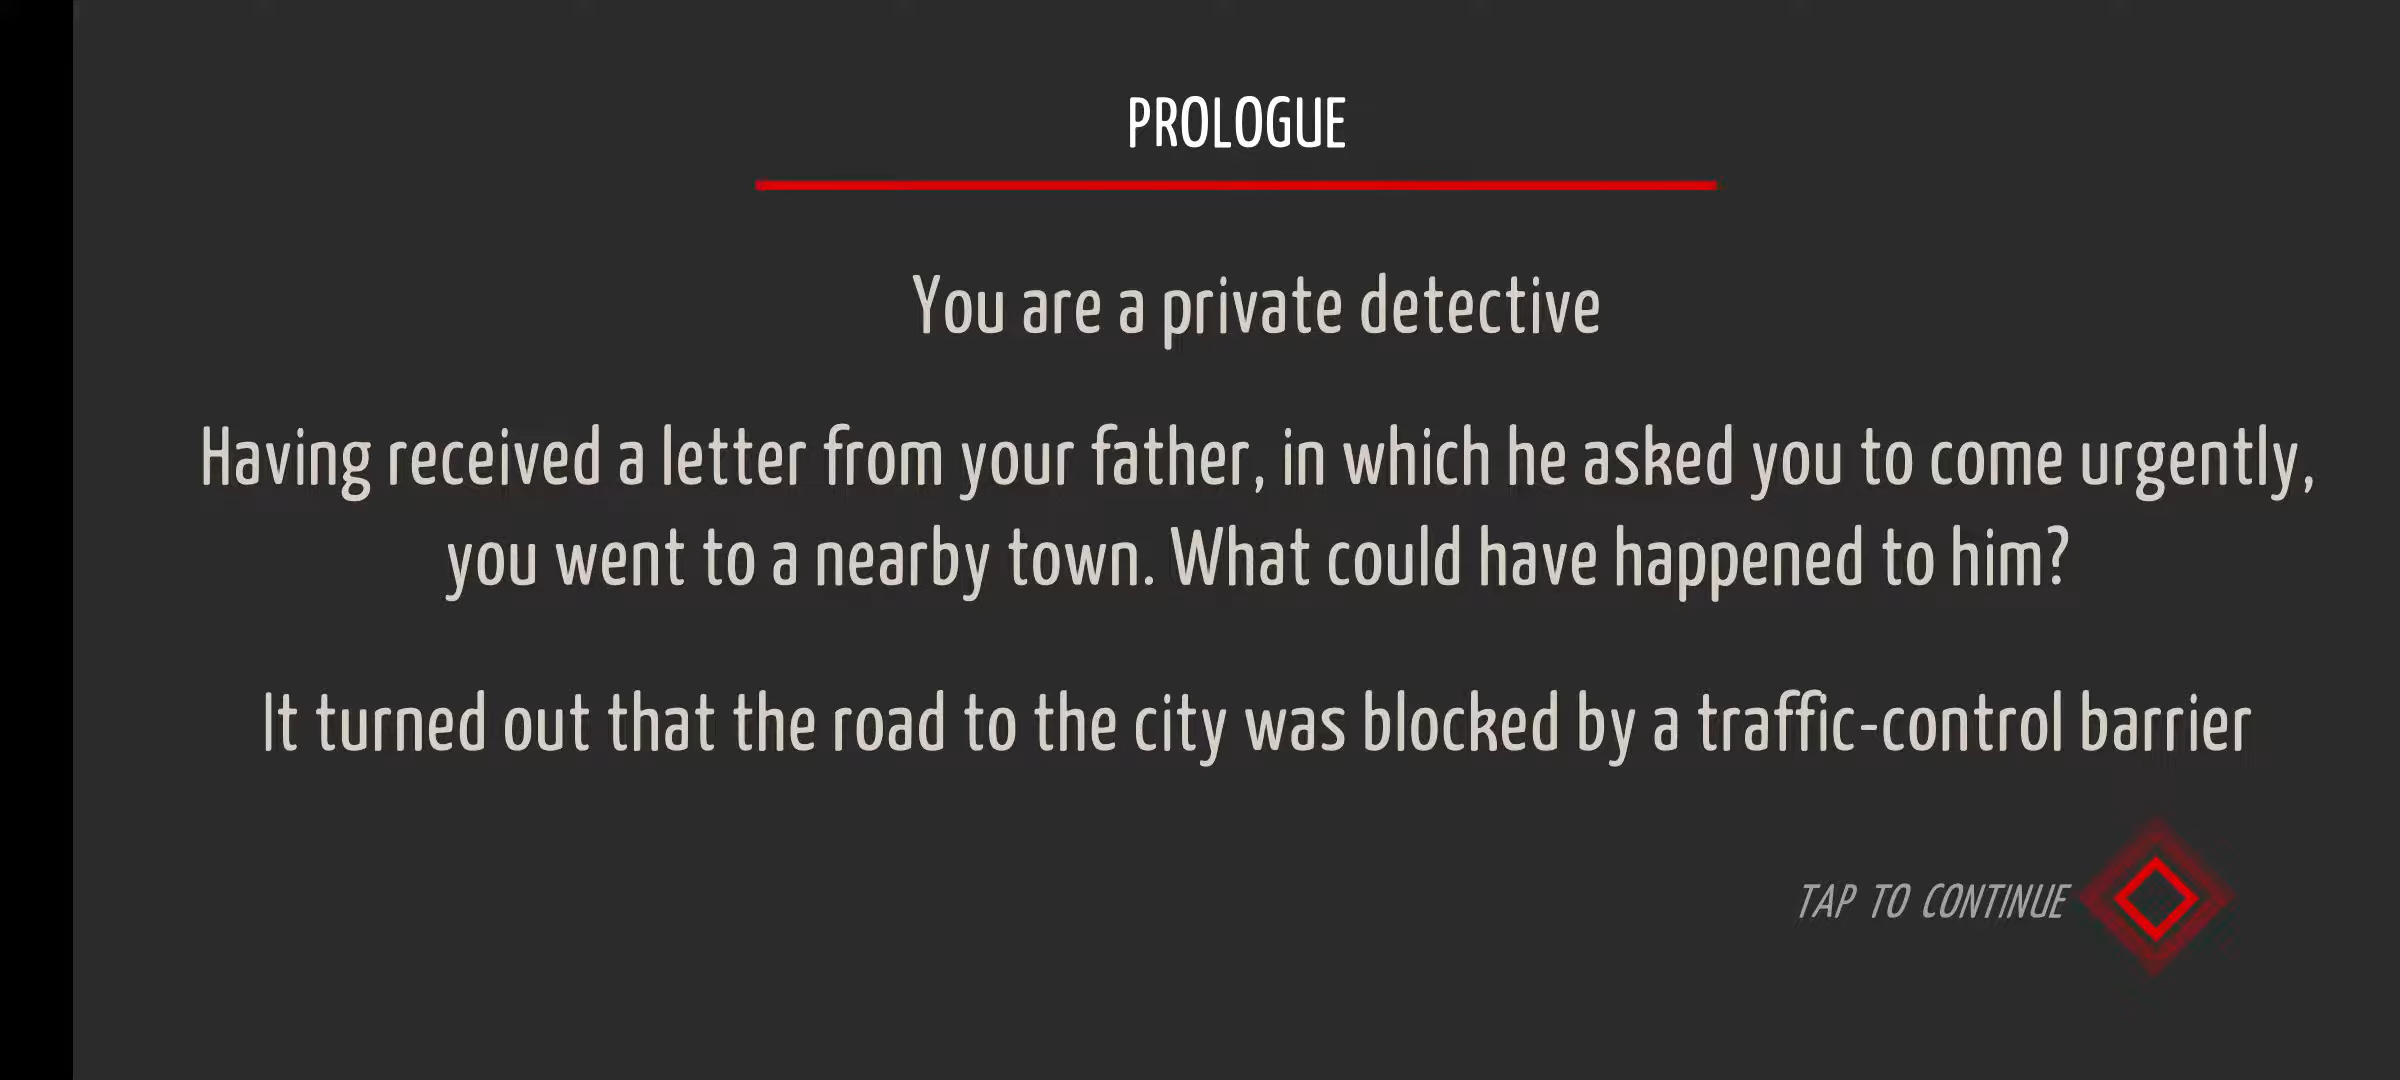 PROLOGUE
You are a private detective
Having received a letter from your father, in which he asked you to come urgently,
you went to a nearby town. What could have happened to him?
It turned out that the road to the city was blocked by a traffic-control barrier
TAP TO CONTINUE